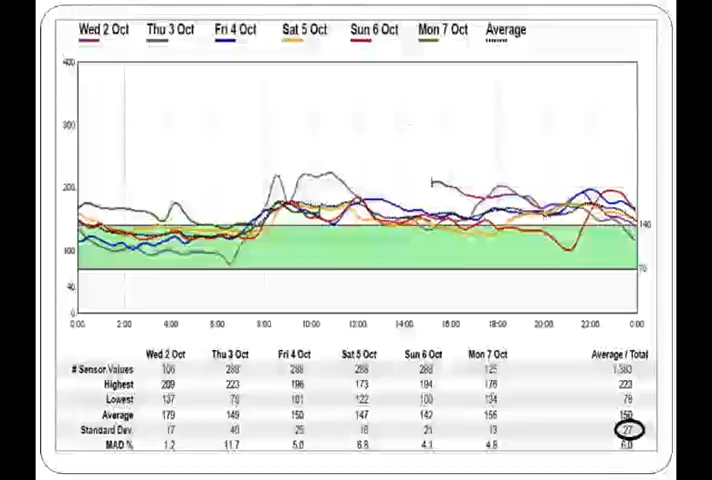 Wed 2 Oct Thu 3 Oct Fri 4 Oct Sat 5 Oct Sun 6 Oct Mon 7 Oct Average
400
300
200
140
100
70
40
0
0:00 2:00 4:00 6:00 8:00 10:00 12:00 14:00 16:00 18:00 20:00 22:00 0:00
Wed 2 Oct Thu 3 Oct Fri 4 Oct Sat 5 Oct Sun 6 Oct Mon 7 Oct Average / Total
# Sensor Values 106 288 288 288 288 125 1,383
Highest 209 223 196 173 194 176 223
Lowest 137 78 101 122 100 134 78
Average 179 149 150 147 142 156 150
Standard Dev. 17 40 25 16 21 13 27
MAD % 1.2 11.7 5.0 6.8 4.1 4.8 6.0